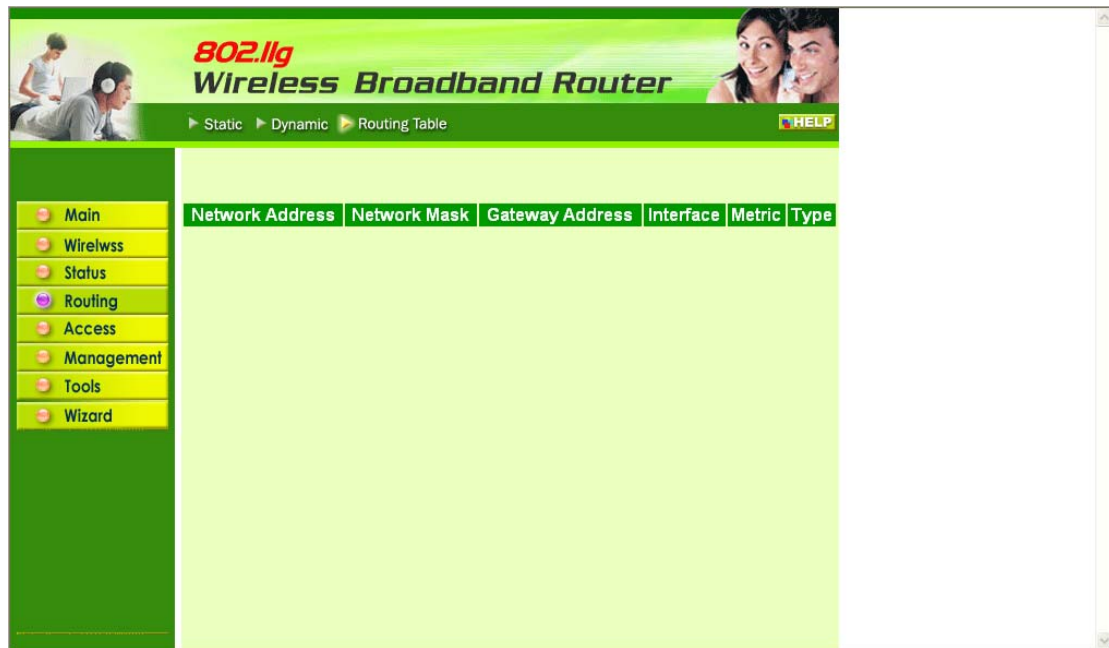 802.11g
Wireless Broadband Router
Static Dynamic Routing Table HELP
Main
Wirelwss
Status
Routing
Access
Management
Tools
Wizard
Network Address Network Mask Gateway Address Interface Metric Type